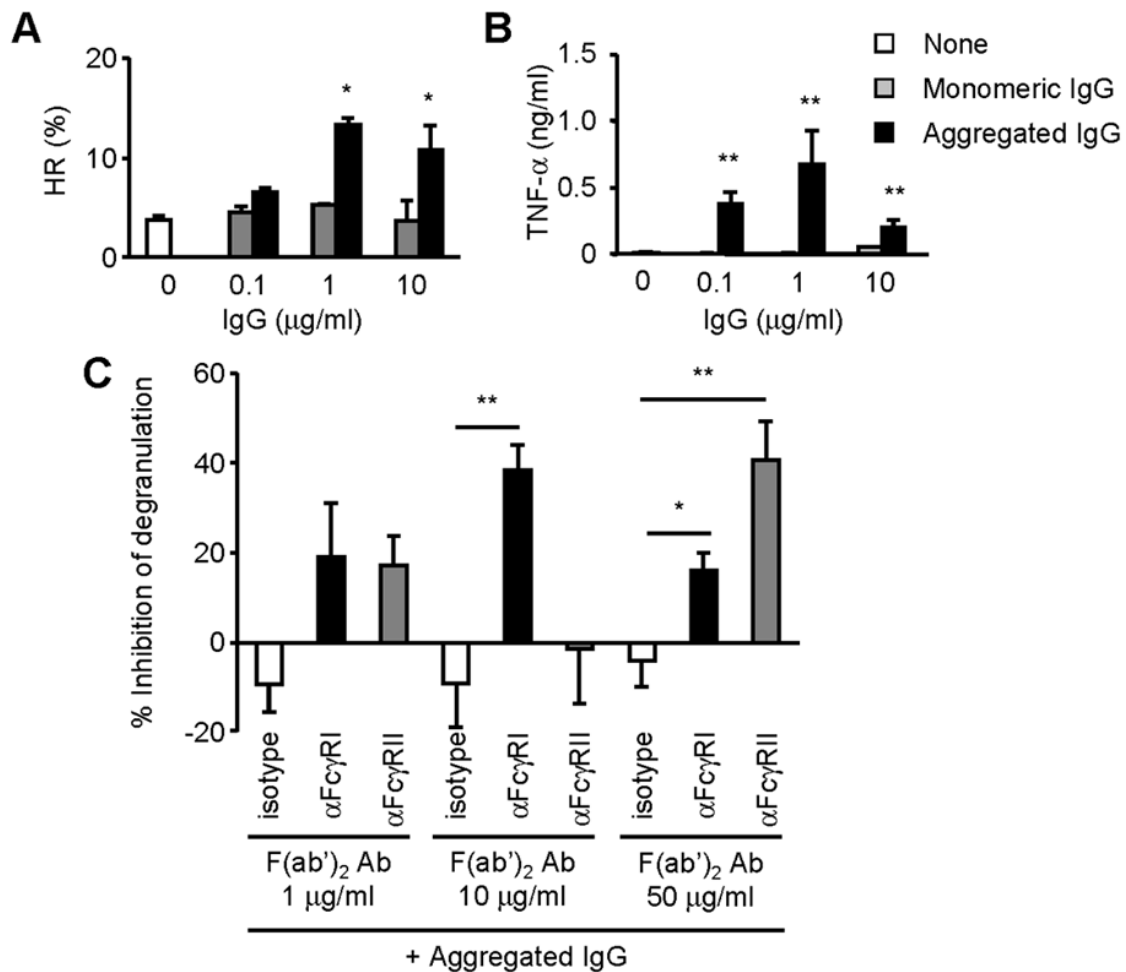 A
20
10
0
HR (%)
*
*
0
0.1
1
10
IgG (μg/ml)
B
1.5
1.0
0.5
0
TNF-α (ng/ml)
**
**
**
0
0.1
1
10
IgG (μg/ml)
None
Monomeric IgG
Aggregated IgG
C
60
40
20
0
-20
% Inhibition of degranulation
**
**
*
isotype
αFcγRI
αFcγRII
isotype
αFcγRI
αFcγRII
isotype
αFcγRI
αFcγRII
F(ab')₂ Ab
1 μg/ml
F(ab')₂ Ab
10 μg/ml
F(ab')₂ Ab
50 μg/ml
+ Aggregated IgG